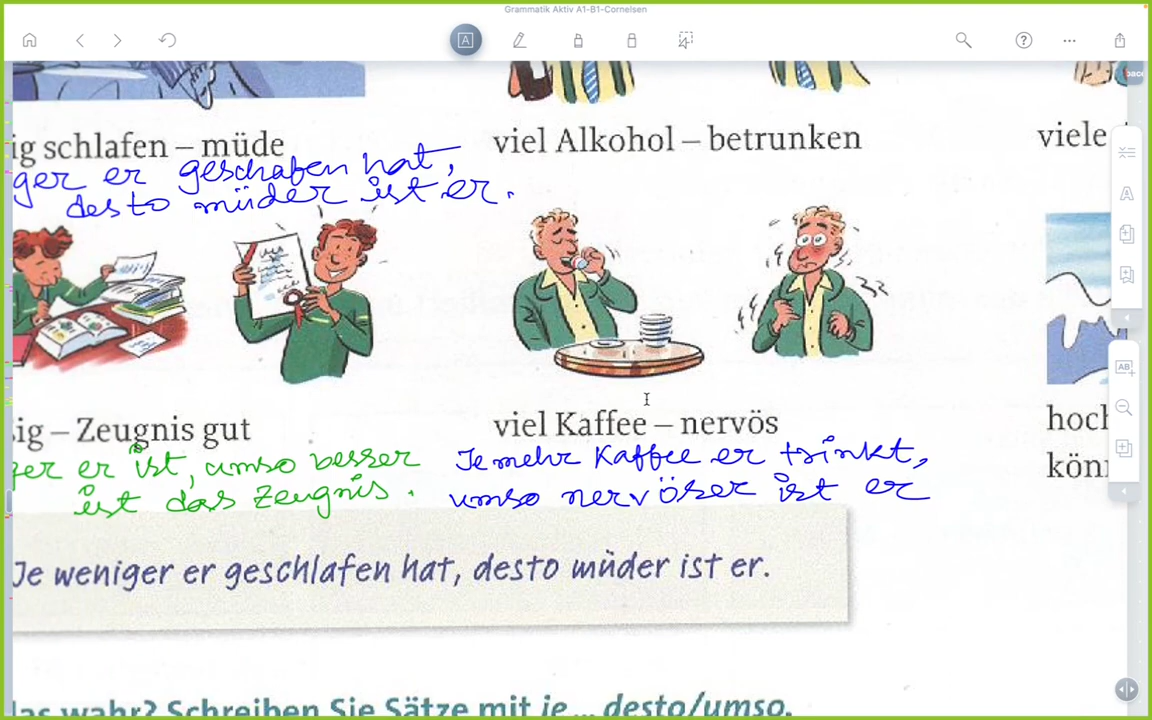 Grammatik Aktiv A1-B1-Cornelsen
ig schlafen – müde
viel Alkohol – betrunken
viele
ger er geschafen hat,
desto müder ist er.
sig – Zeugnis gut
viel Kaffee – nervös
hoch
könn
ger er ist, umso besser
ist das Zeugnis.
Je mehr Kaffee er trinkt,
umso nervöser ist er
Je weniger er geschlafen hat, desto müder ist er.
das wahr? Schreiben Sie Sätze mit je ... desto/umso.